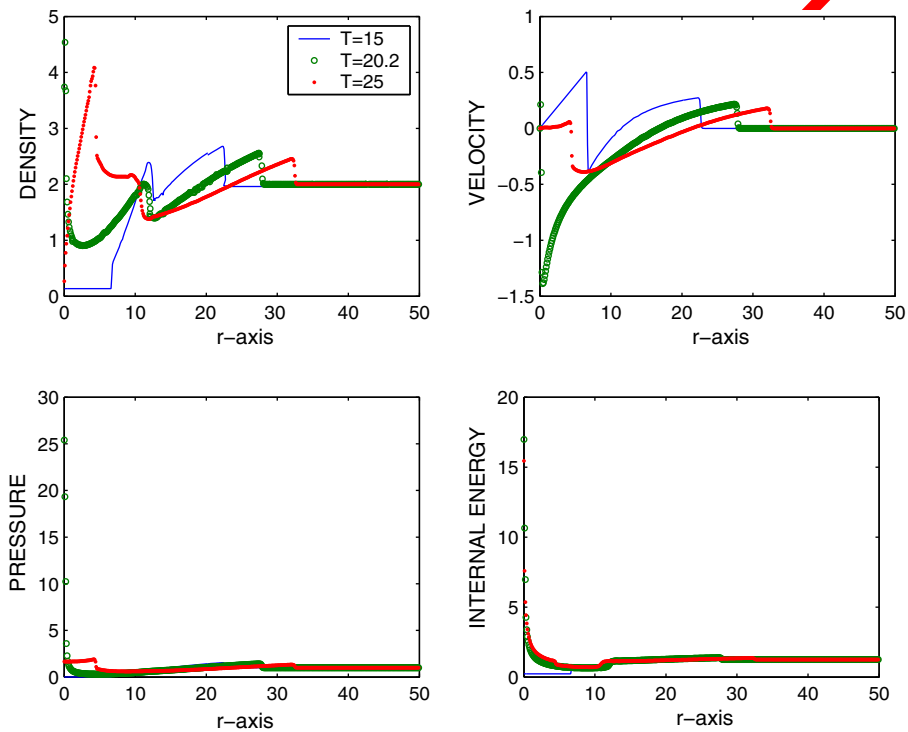 5
4
3
2
1
0
DENSITY
T=15
T=20.2
T=25
0 10 20 30 40 50
r−axis
1
0.5
0
−0.5
−1
−1.5
VELOCITY
0 10 20 30 40 50
r−axis
30
25
20
15
10
5
0
PRESSURE
0 10 20 30 40 50
r−axis
20
15
10
5
0
INTERNAL ENERGY
0 10 20 30 40 50
r−axis